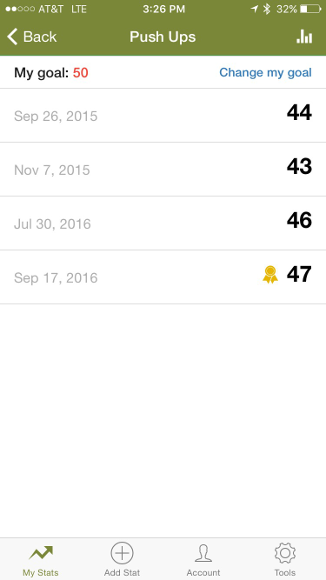 AT&T LTE 3:26 PM 32%
Back Push Ups
My goal: 50 Change my goal
Sep 26, 2015 44
Nov 7, 2015 43
Jul 30, 2016 46
Sep 17, 2016 47
My Stats Add Stat Account Tools